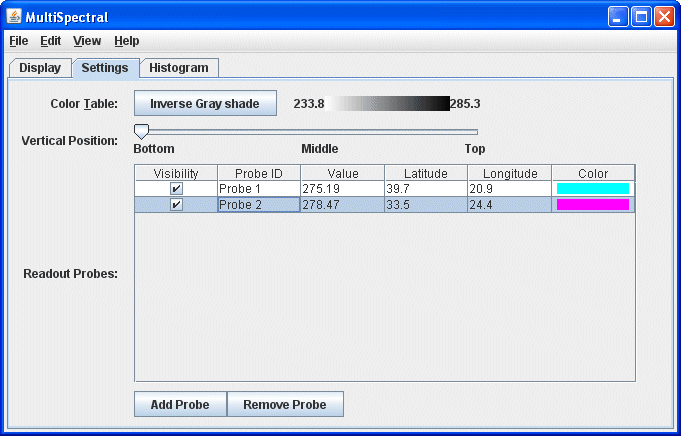 MultiSpectral
File Edit View Help
Display Settings Histogram
Color Table: Inverse Gray shade 233.8 285.3
Vertical Position:
Bottom Middle Top
Visibility Probe ID Value Latitude Longitude Color
Probe 1 275.19 39.7 20.9
Probe 2 278.47 33.5 24.4
Readout Probes:
Add Probe Remove Probe